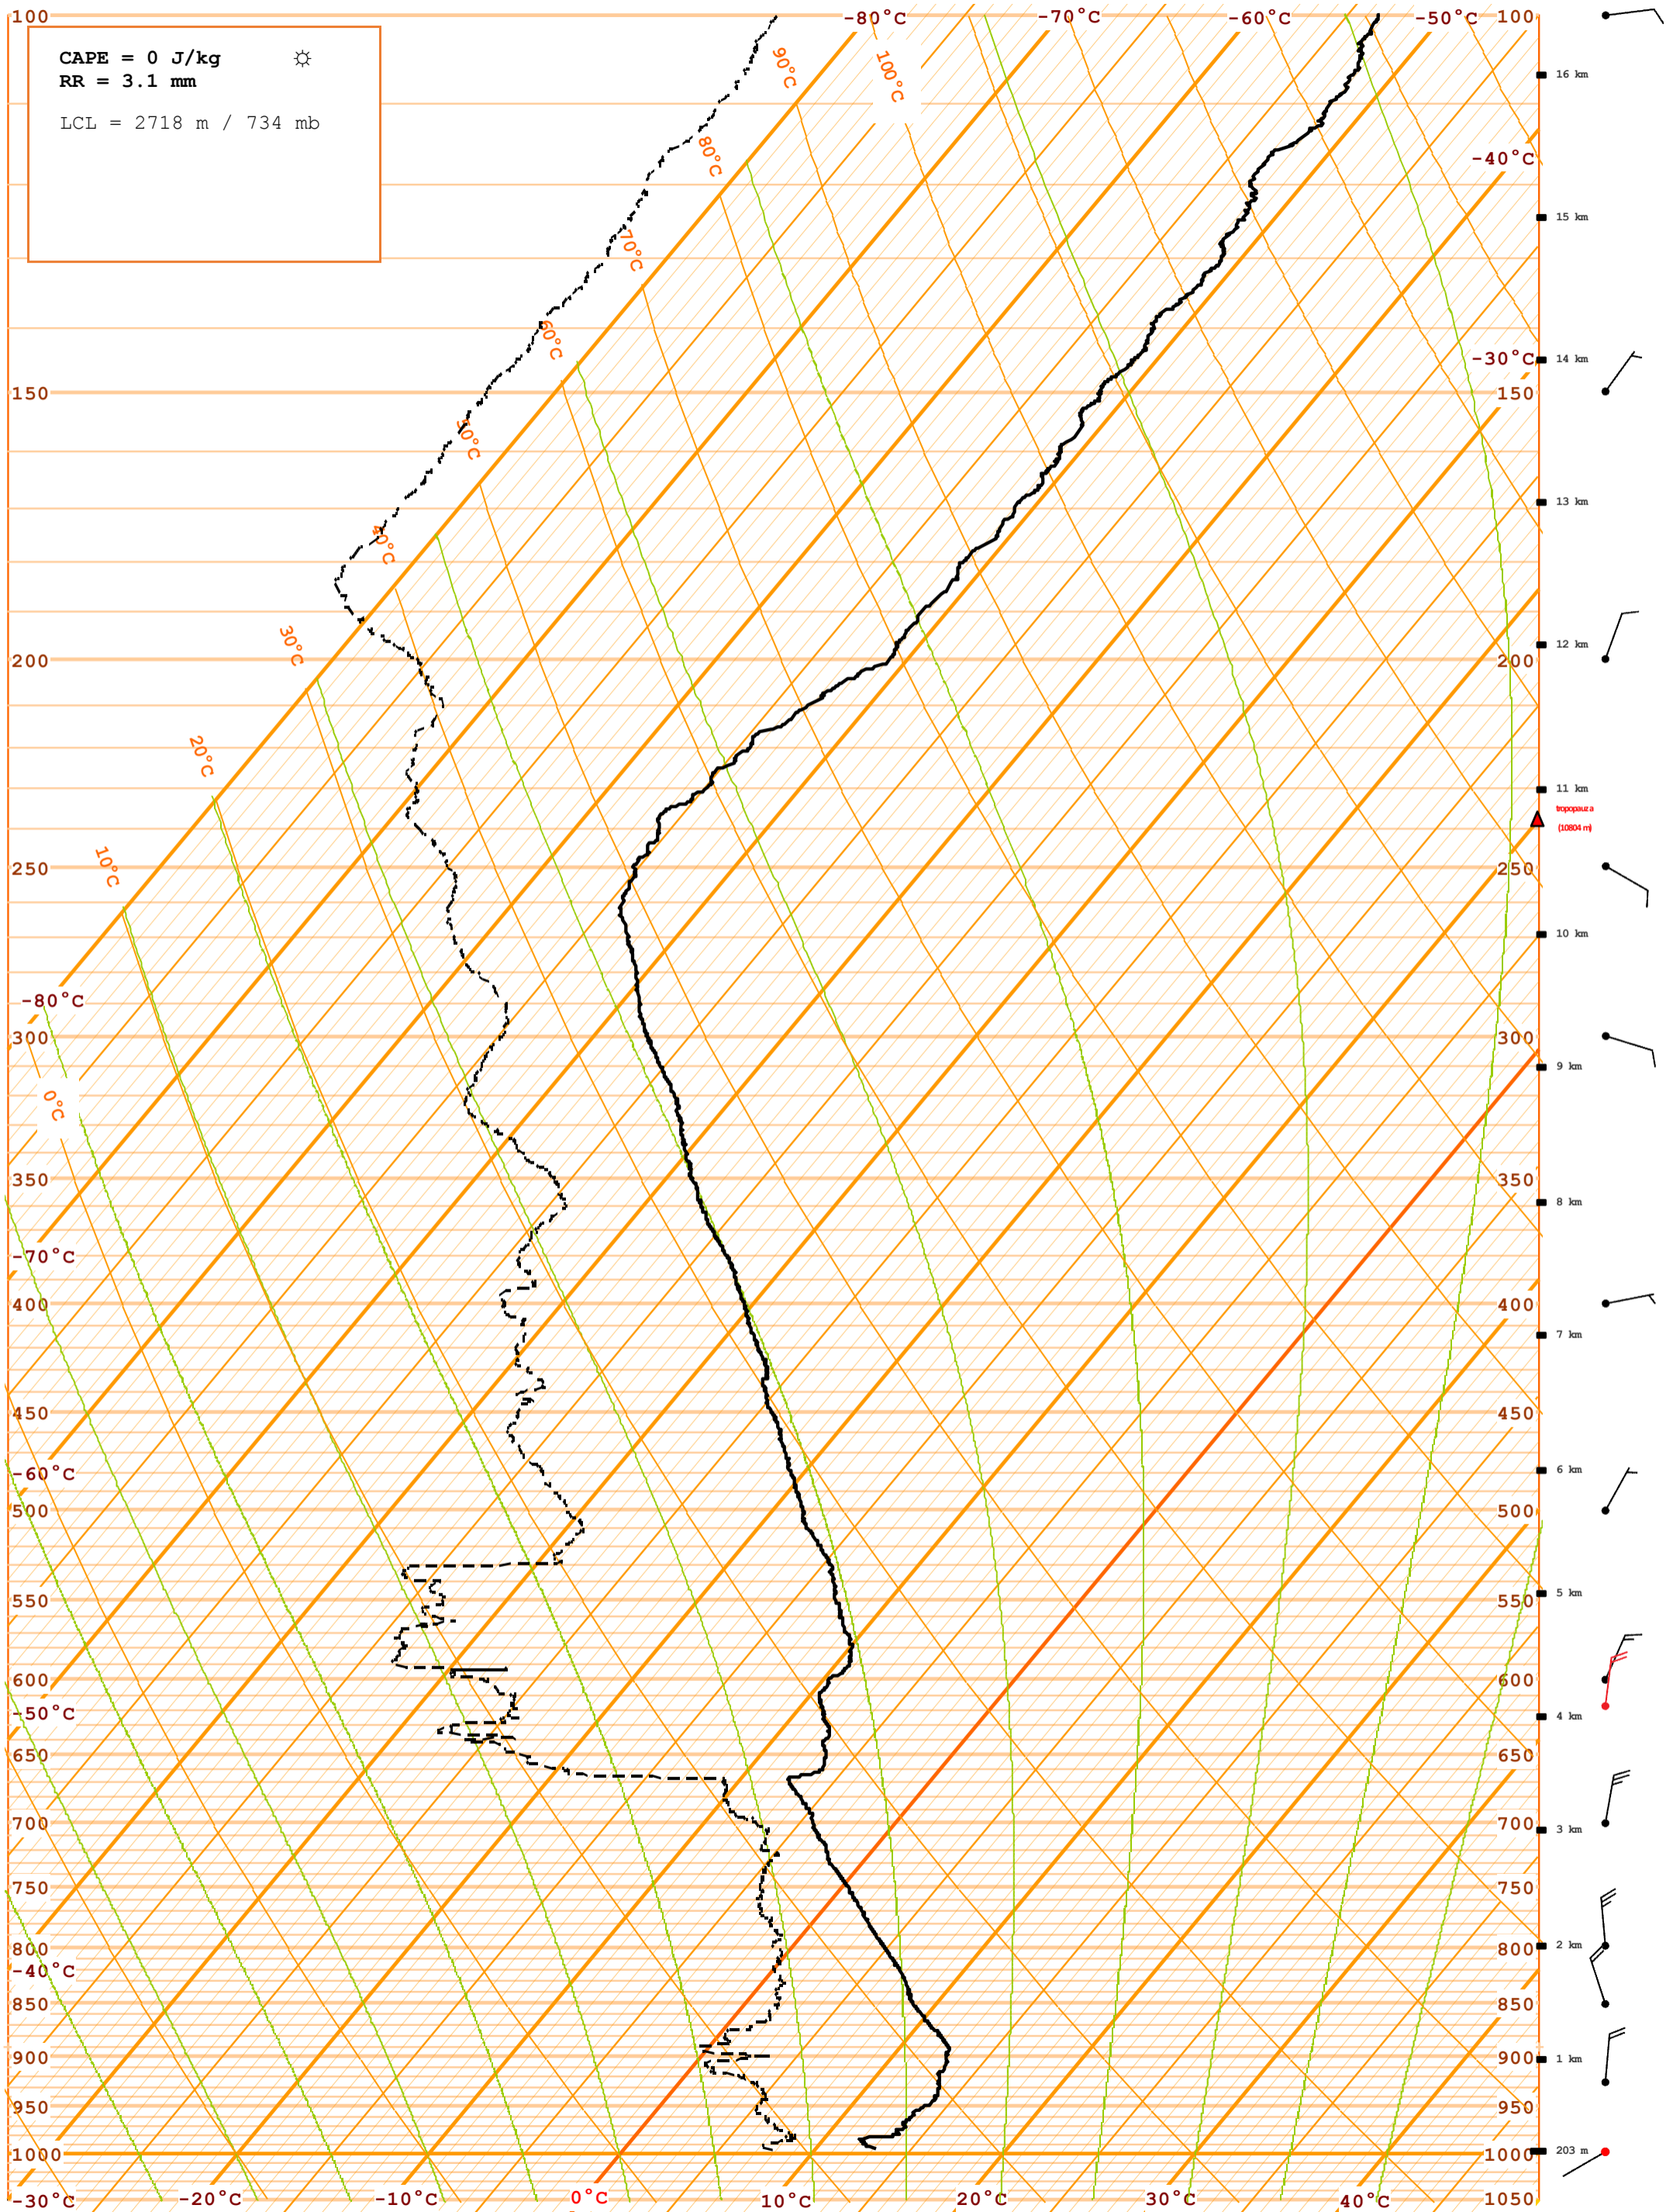 100 -80°C -70°C -60°C -50°C 100
CAPE = 0 J/kg ☼
RR = 3.1 mm
LCL = 2718 m / 734 mb
90°C 100°C
16 km
80°C
-40°C
70°C
15 km
60°C
-30°C 14 km
150 150
50°C
40°C
13 km
30°C
12 km
200 200
20°C
11 km
tropopauza
(10804 m)
10°C
250 250
10 km
-80°C
300 300
9 km
0°C
350 350
8 km
-70°C
400 400
7 km
450 450
-60°C
6 km
500 500
5 km
550 550
600 600
-50°C
4 km
650 650
700 700
3 km
750 750
800 800
2 km
-40°C
850 850
900 900
1 km
950 950
1000 1000
203 m
-30°C -20°C -10°C 0°C 10°C 20°C 30°C 40°C 1050